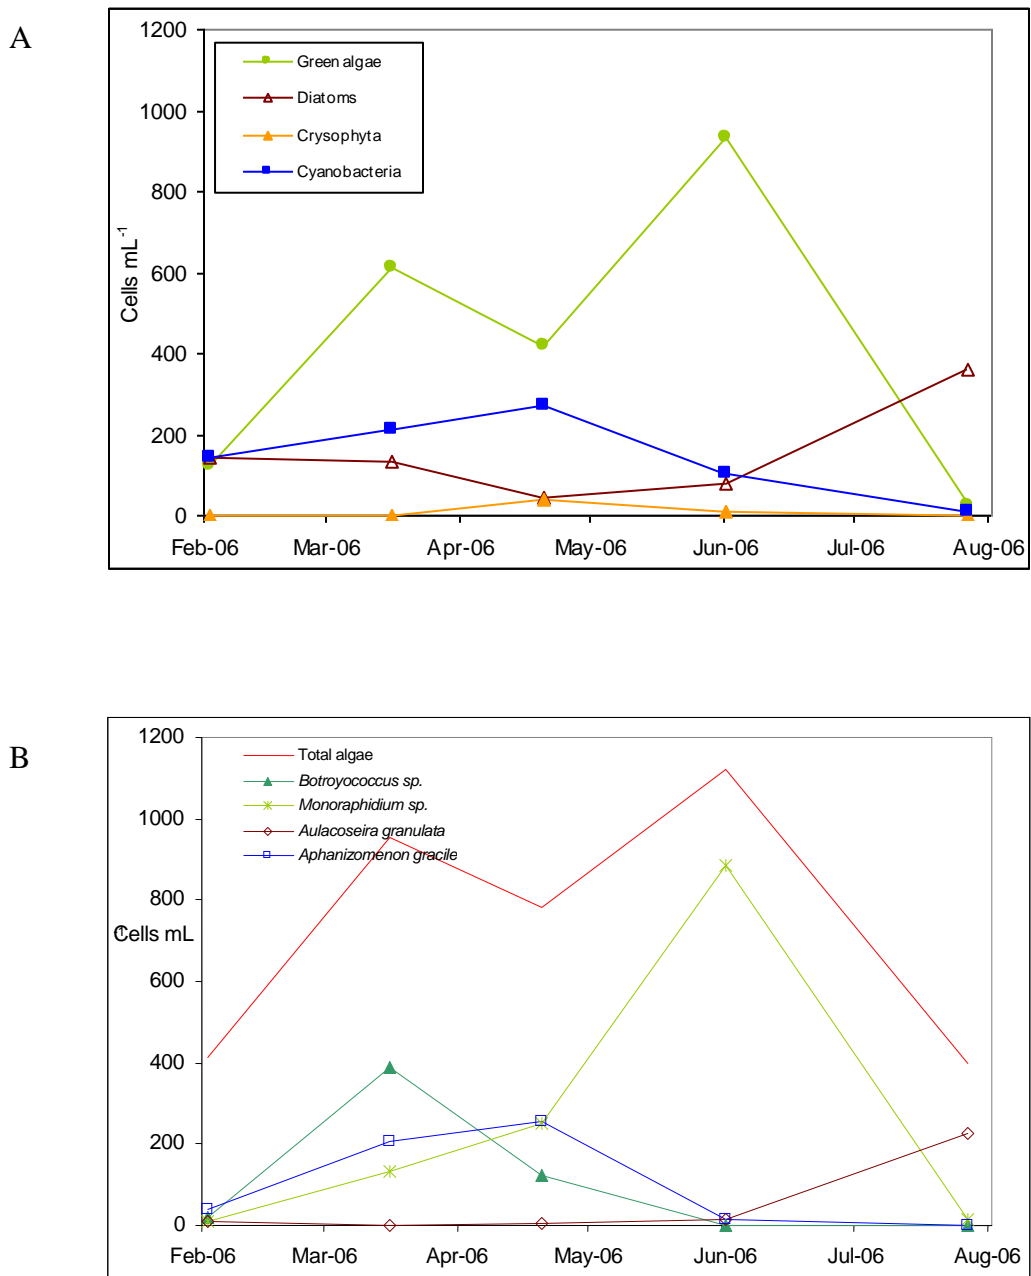 A
1200
1000
800
600
400
200
0
Cells mL-1
Green algae
Diatoms
Crysophyta
Cyanobacteria
Feb-06 Mar-06 Apr-06 May-06 Jun-06 Jul-06 Aug-06
B
1200
1000
800
600
400
200
0
Cells mL
Total algae
Botroyococcus sp.
Monoraphidium sp.
Aulacoseira granulata
Aphanizomenon gracile
Feb-06 Mar-06 Apr-06 May-06 Jun-06 Jul-06 Aug-06